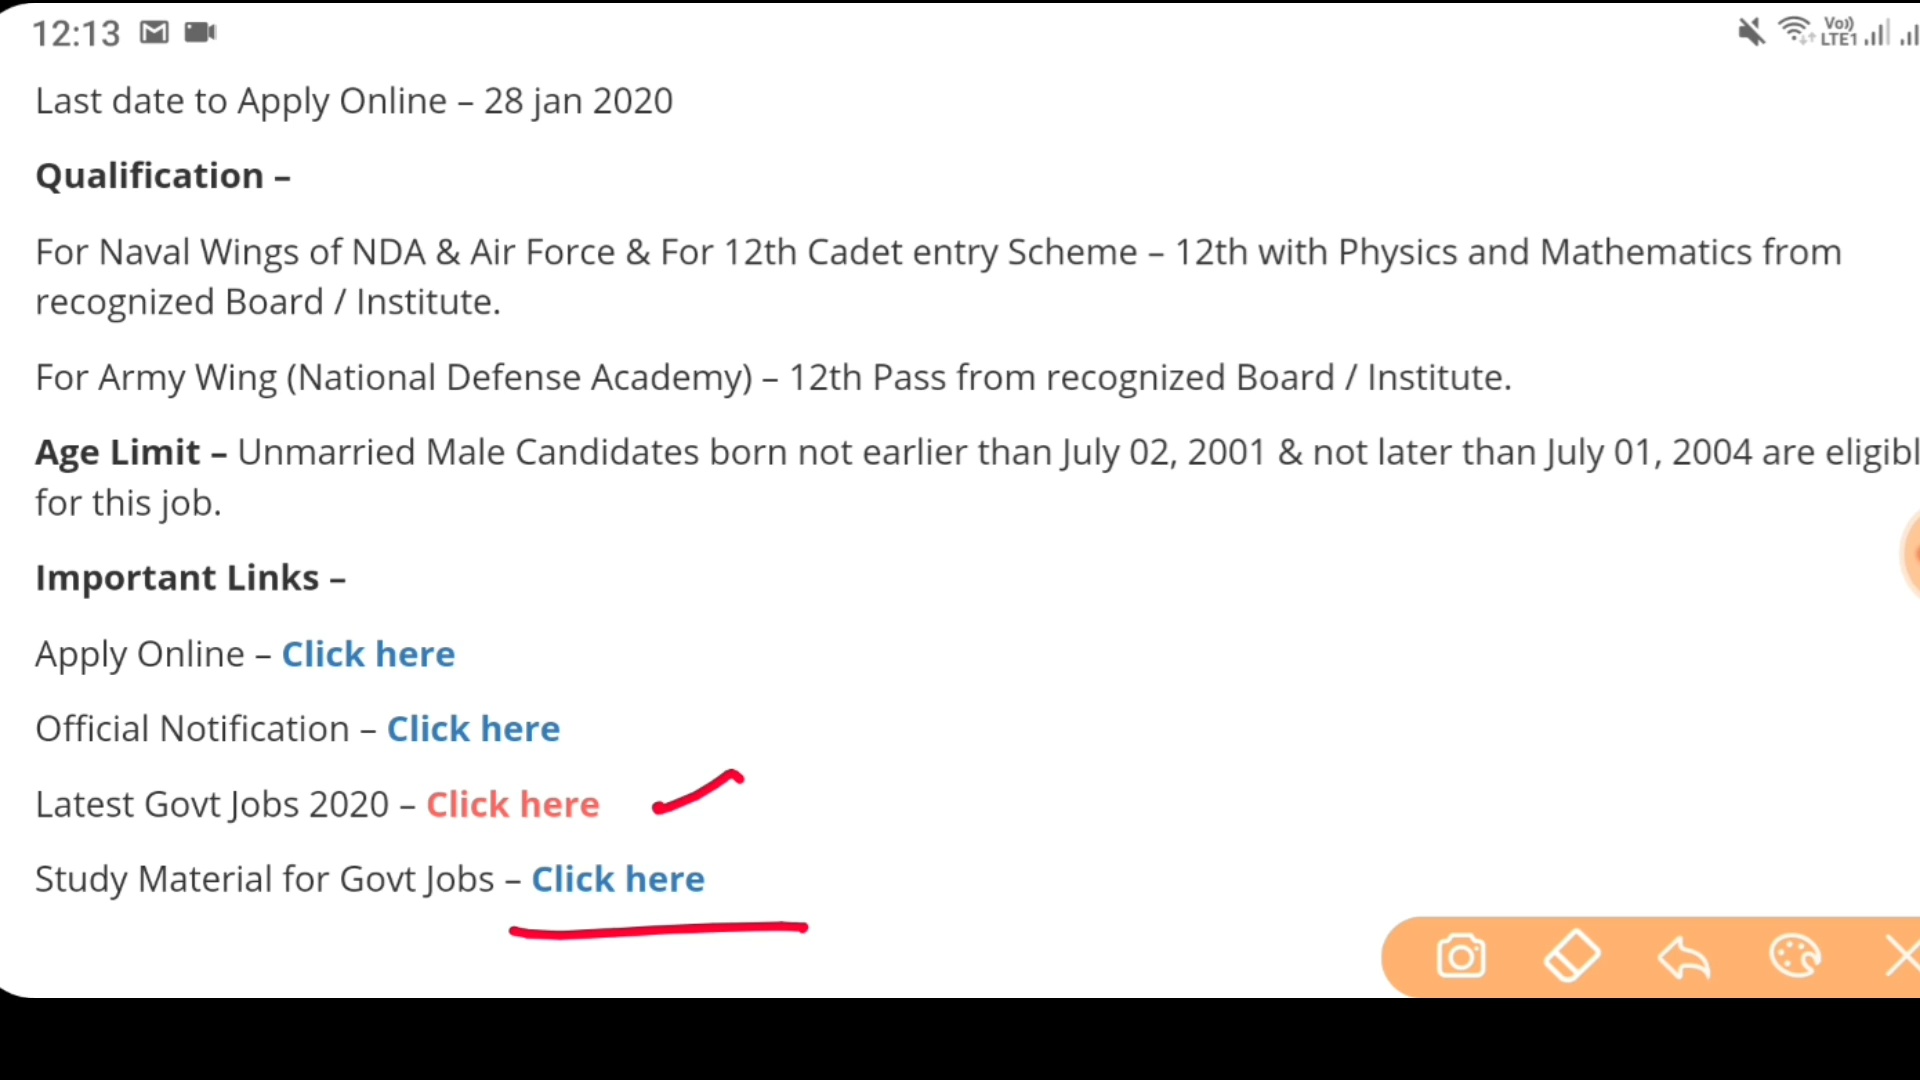 12:13
Vo))
LTE1
Last date to Apply Online – 28 jan 2020
Qualification –
For Naval Wings of NDA & Air Force & For 12th Cadet entry Scheme – 12th with Physics and Mathematics from
recognized Board / Institute.
For Army Wing (National Defense Academy) – 12th Pass from recognized Board / Institute.
Age Limit – Unmarried Male Candidates born not earlier than July 02, 2001 & not later than July 01, 2004 are eligibl
for this job.
Important Links –
Apply Online – Click here
Official Notification – Click here
Latest Govt Jobs 2020 – Click here
Study Material for Govt Jobs – Click here